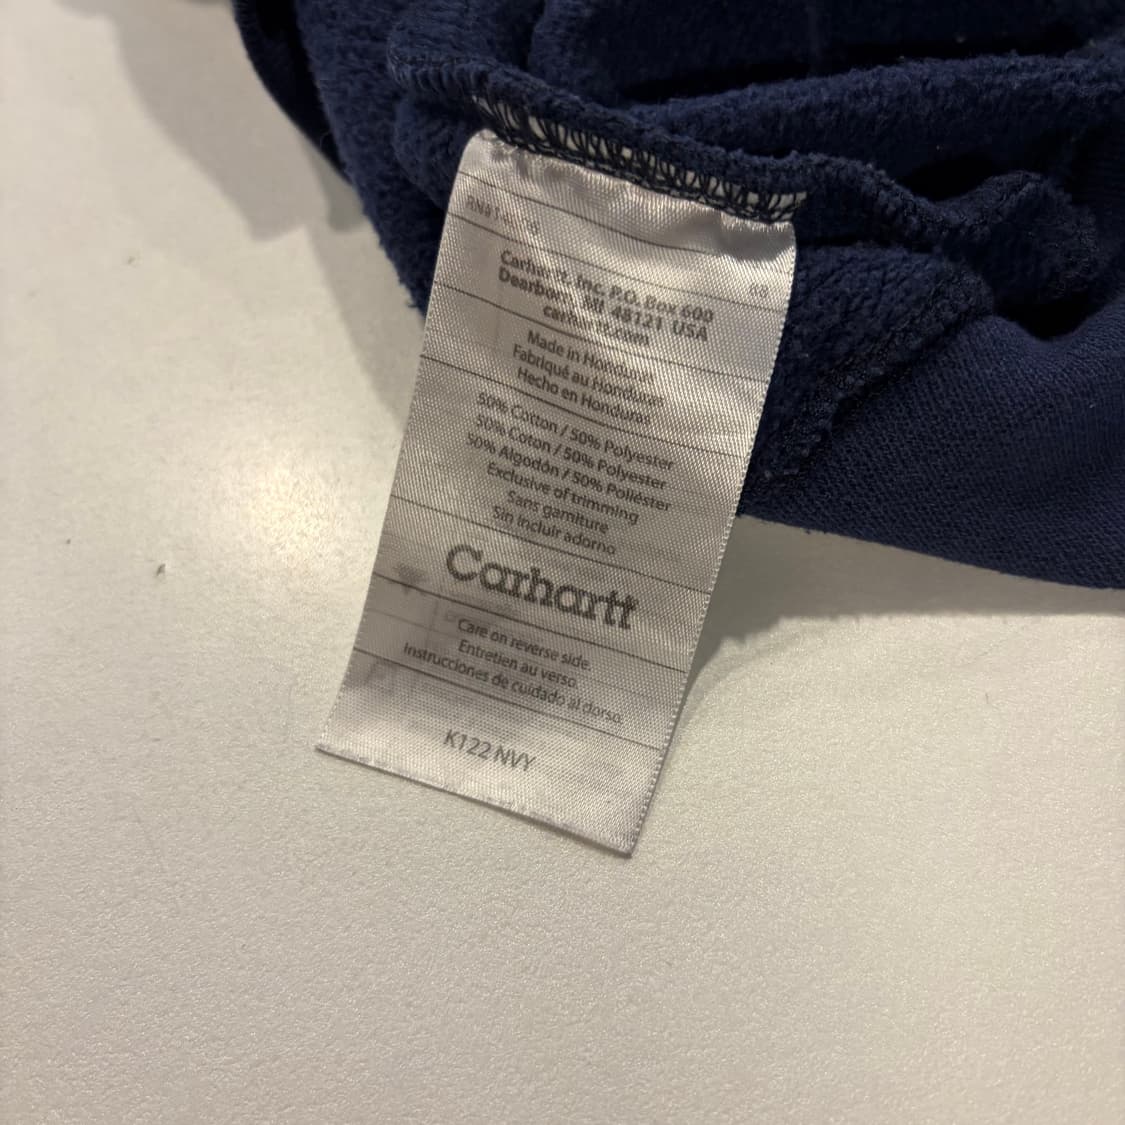 Carhartt, Inc. P.O. Box 600
Dearborn, MI 48121 USA
carhartt.com
Made in Honduras
Fabriqué au Honduras
Hecho en Honduras
50% Cotton / 50% Polyester
50% Coton / 50% Polyester
50% Algodón / 50% Poliéster
Exclusive of trimming
Sans garniture
Sin incluir adorno
Carhartt
Care on reverse side.
Entretien au verso.
Instrucciones de cuidado al dorso.
K122 NVY